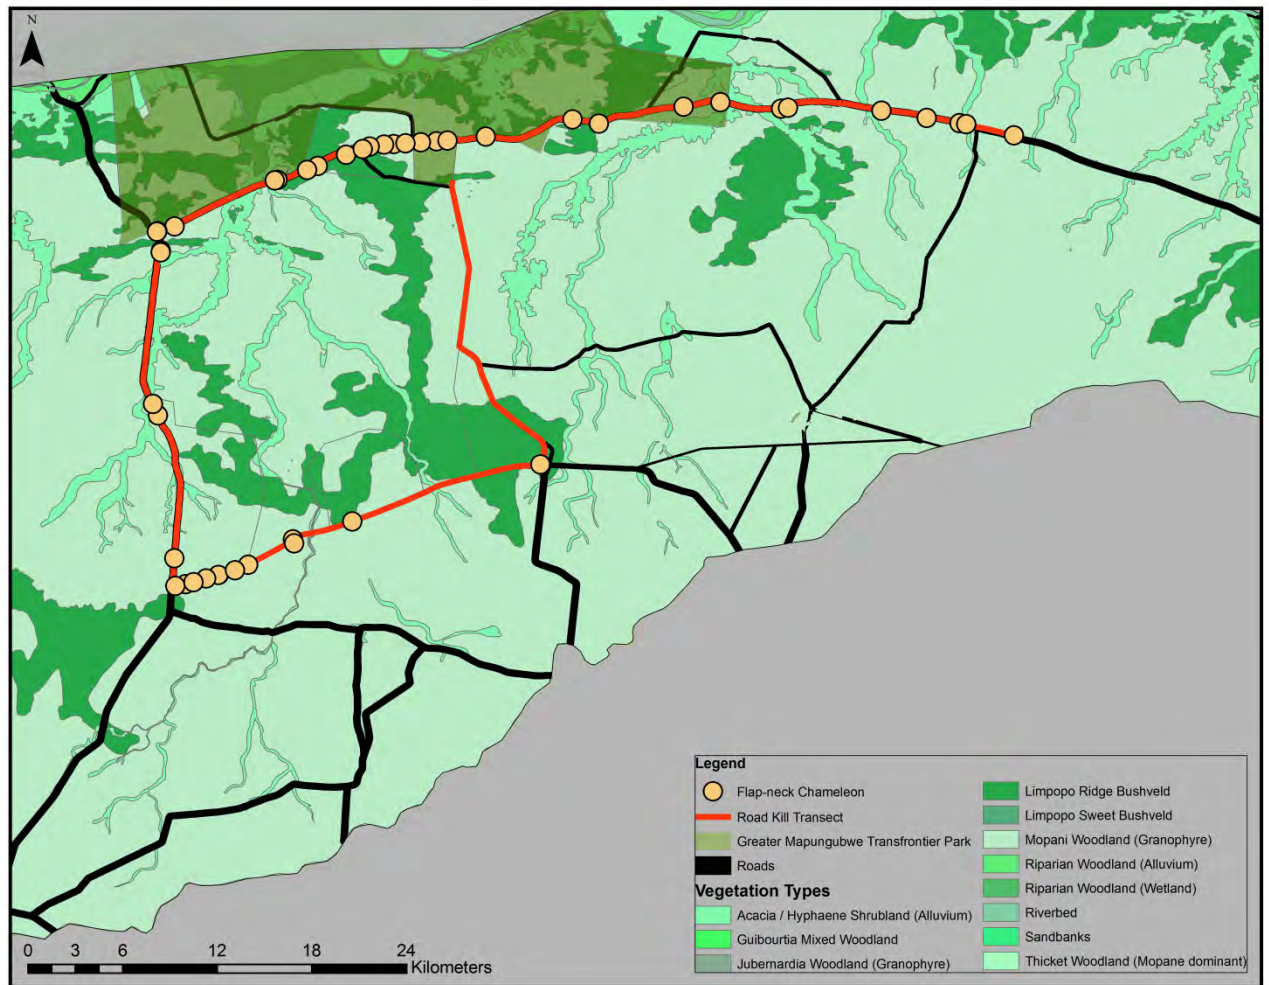 N
Legend
Flap-neck Chameleon
Road Kill Transect
Greater Mapungubwe Transfrontier Park
Roads
Vegetation Types
Acacia / Hyphaene Shrubland (Alluvium)
Guibourtia Mixed Woodland
Jubernardia Woodland (Granophyre)
Limpopo Ridge Bushveld
Limpopo Sweet Bushveld
Mopani Woodland (Granophyre)
Riparian Woodland (Alluvium)
Riparian Woodland (Wetland)
Riverbed
Sandbanks
Thicket Woodland (Mopane dominant)
0 3 6 12 18 24
Kilometers